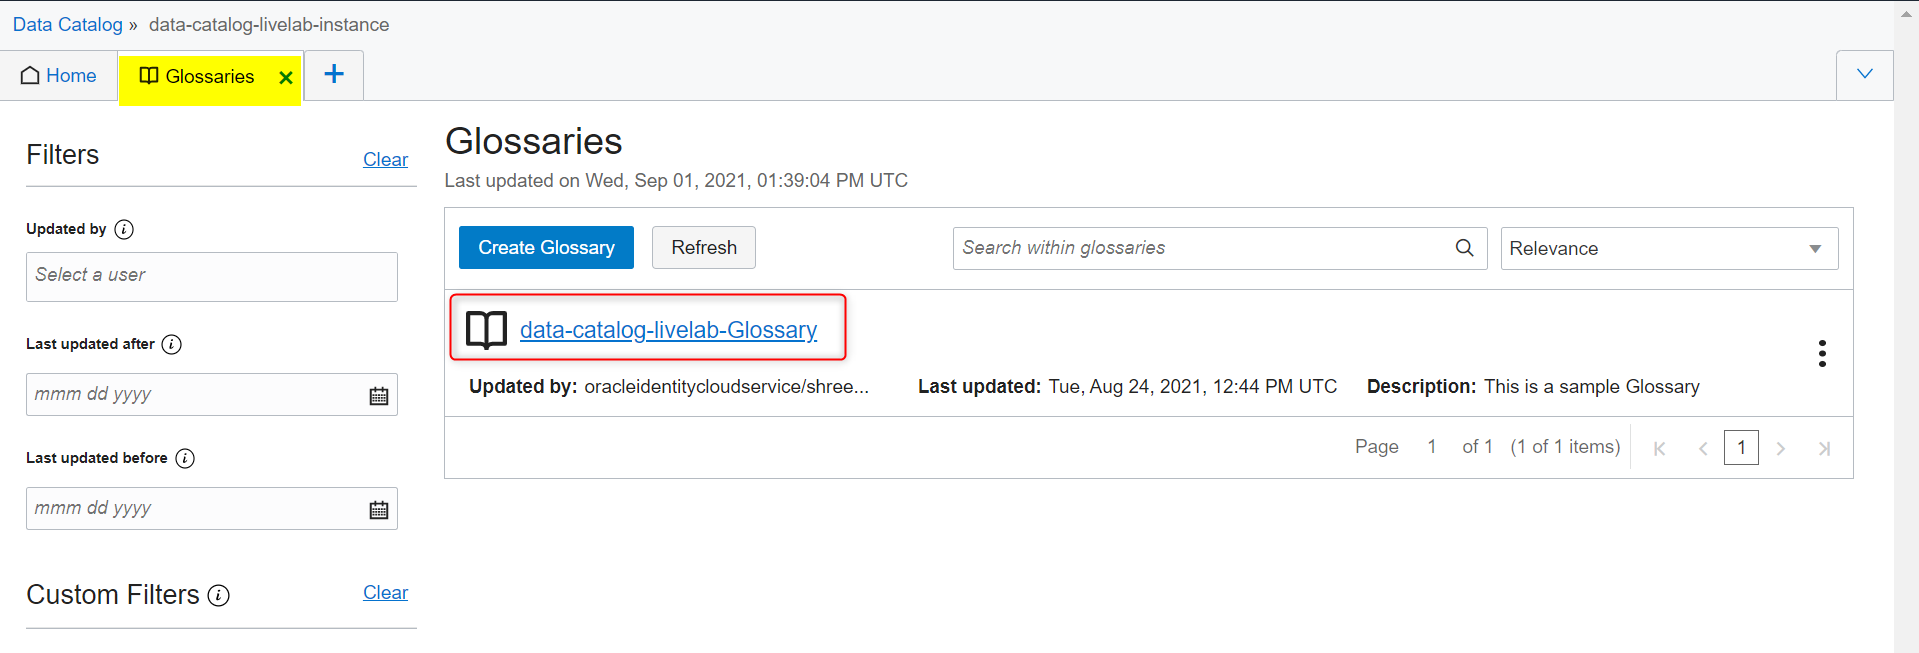 Data Catalog » data-catalog-livelab-instance
Home Glossaries × +
Filters Clear
Updated by i
Select a user
Last updated after i
mmm dd yyyy
Last updated before i
mmm dd yyyy
Custom Filters i Clear
Glossaries
Last updated on Wed, Sep 01, 2021, 01:39:04 PM UTC
Create Glossary Refresh Search within glossaries Relevance
data-catalog-livelab-Glossary
Updated by: oracleidentitycloudservice/shree... Last updated: Tue, Aug 24, 2021, 12:44 PM UTC Description: This is a sample Glossary
Page 1 of 1 (1 of 1 items) 1